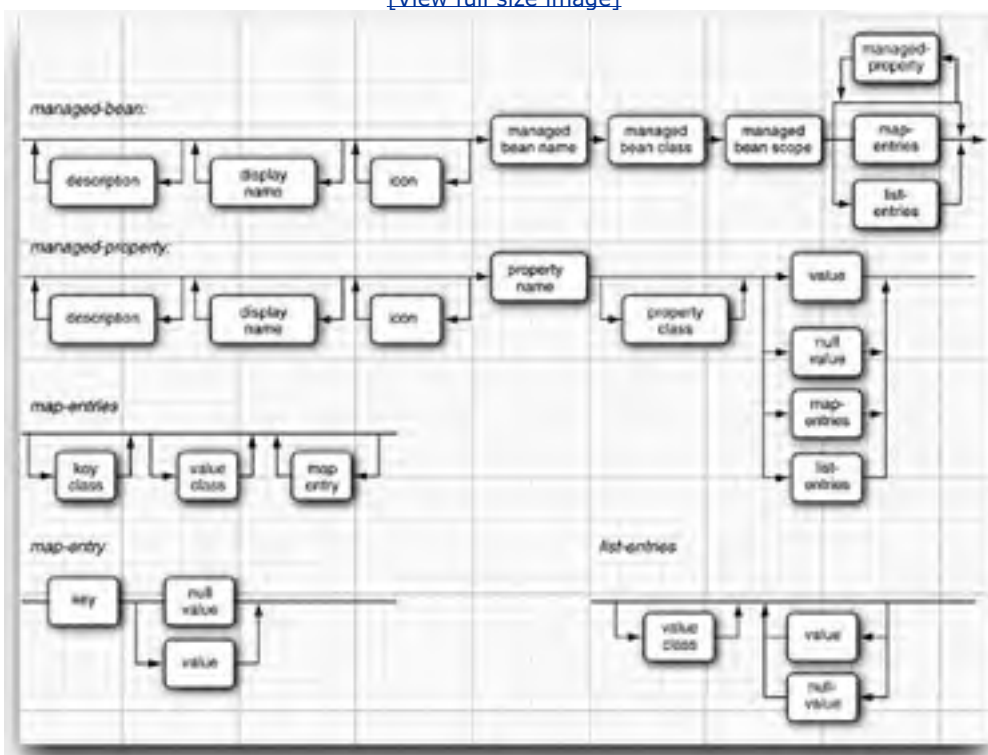 [View full size image]
managed-
property
managed-bean:
managed
bean name
managed
bean class
managed
bean scope
map-
entries
description
display
name
icon
list-
entries
managed-property:
property
name
value
description
display
name
icon
property
class
null
value
map-entries
map-
entries
key
class
value
class
map
entry
list-
entries
map-entry
list-entries
key
null
value
value
value
class
value
null-
value